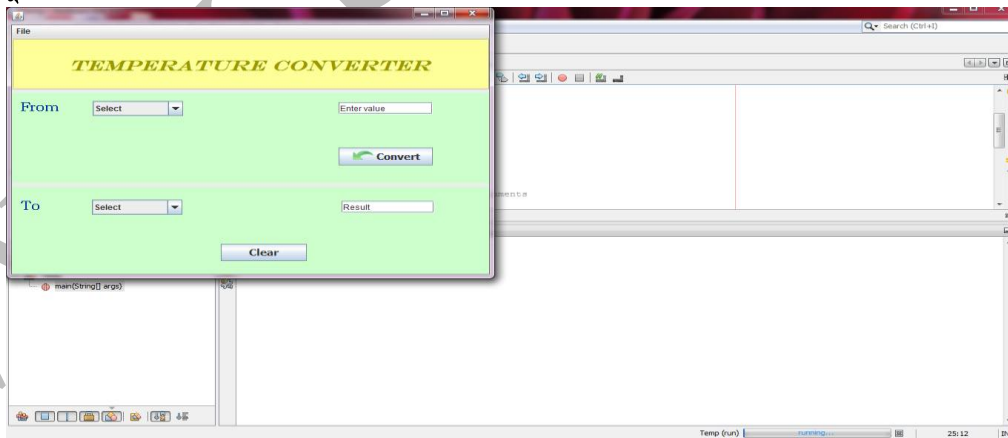 Search (Ctrl+I)
File
TEMPERATURE CONVERTER
From
Select
Enter value
Convert
To
Select
Result
Clear
main(String[] args)
Temp (run)
running...
25:12